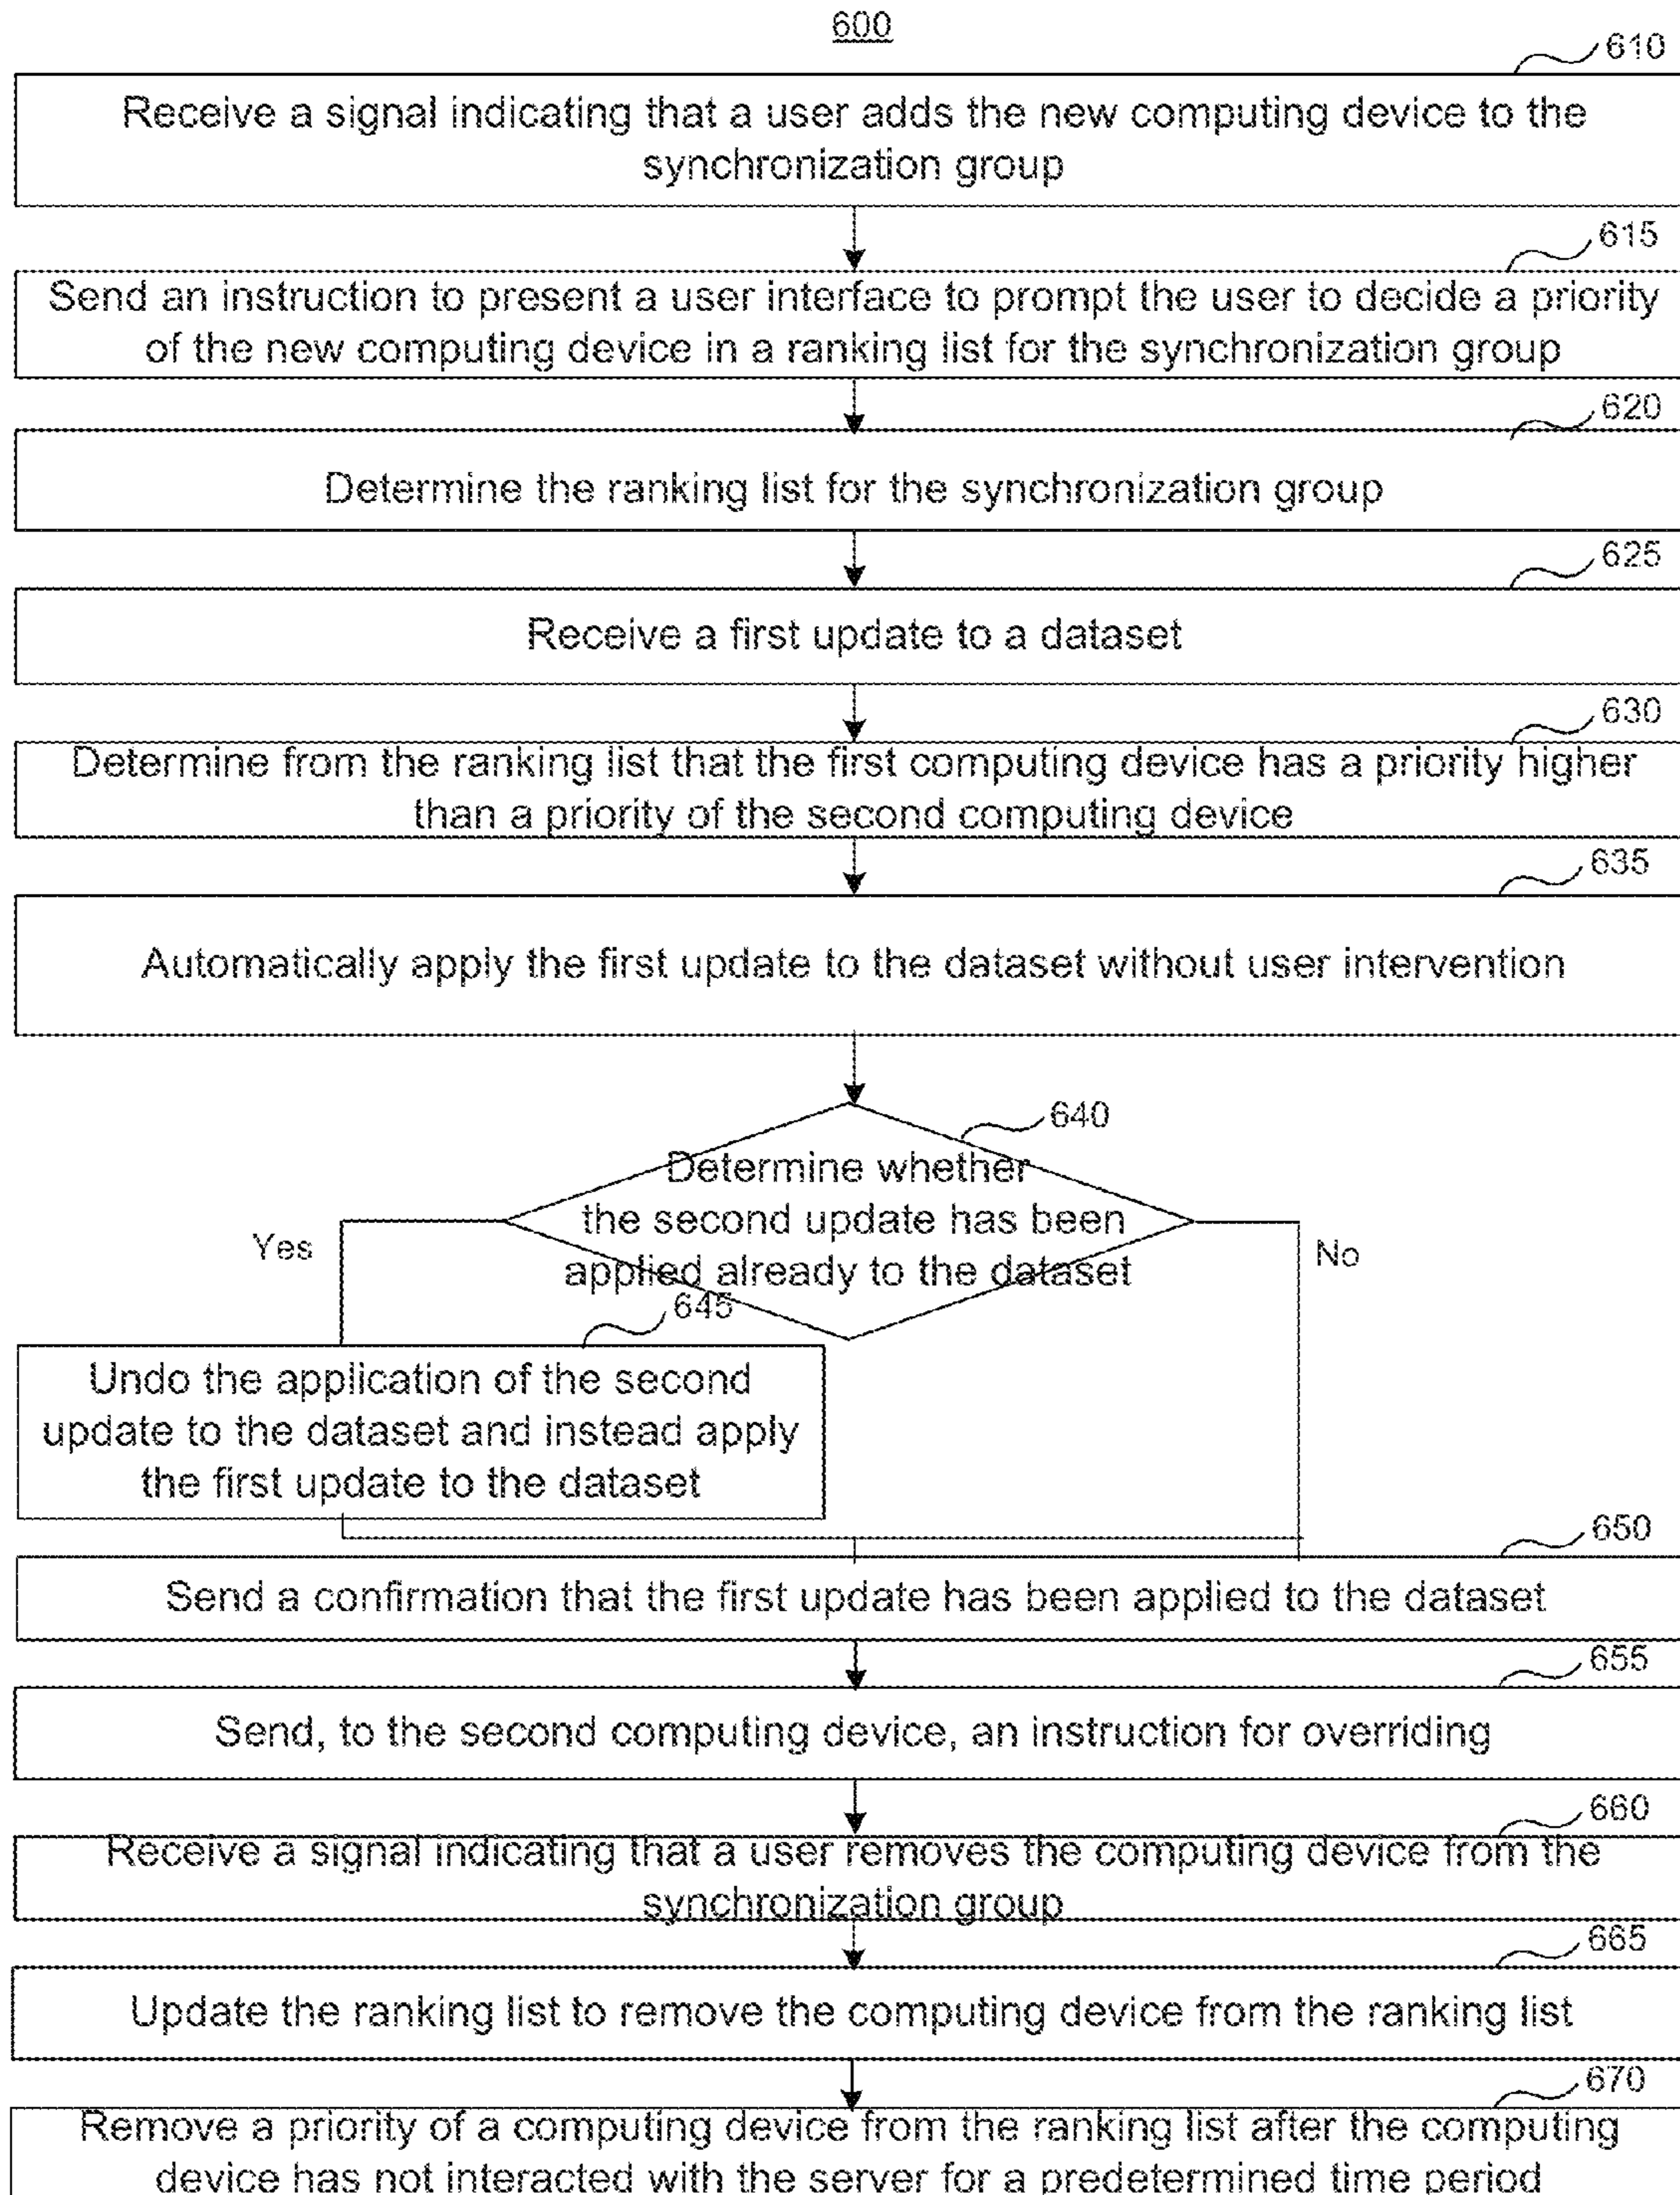 600
610
Receive a signal indicating that a user adds the new computing device to the
synchronization group
615
Send an instruction to present a user interface to prompt the user to decide a priority
of the new computing device in a ranking list for the synchronization group
620
Determine the ranking list for the synchronization group
625
Receive a first update to a dataset
630
Determine from the ranking list that the first computing device has a priority higher
than a priority of the second computing device
635
Automatically apply the first update to the dataset without user intervention
640
Determine whether
the second update has been
applied already to the dataset
Yes
No
645
Undo the application of the second
update to the dataset and instead apply
the first update to the dataset
650
Send a confirmation that the first update has been applied to the dataset
655
Send, to the second computing device, an instruction for overriding
660
Receive a signal indicating that a user removes the computing device from the
synchronization group
665
Update the ranking list to remove the computing device from the ranking list
670
Remove a priority of a computing device from the ranking list after the computing
device has not interacted with the server for a predetermined time period